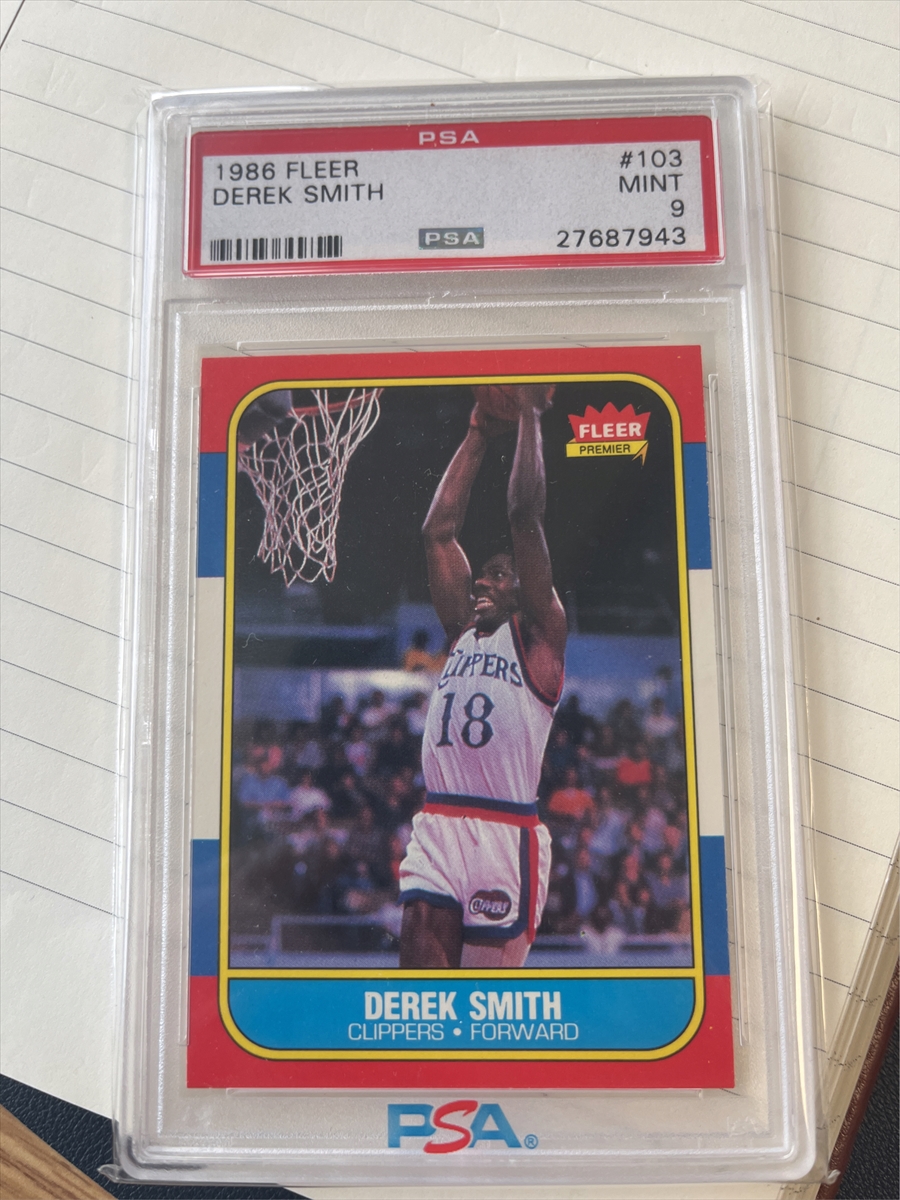 PSA
1986 FLEER #103
DEREK SMITH MINT
9
PSA 27687943
FLEER
PREMIER
CLIPPERS
18
CLIPPERS
DEREK SMITH
CLIPPERS • FORWARD
PSA®